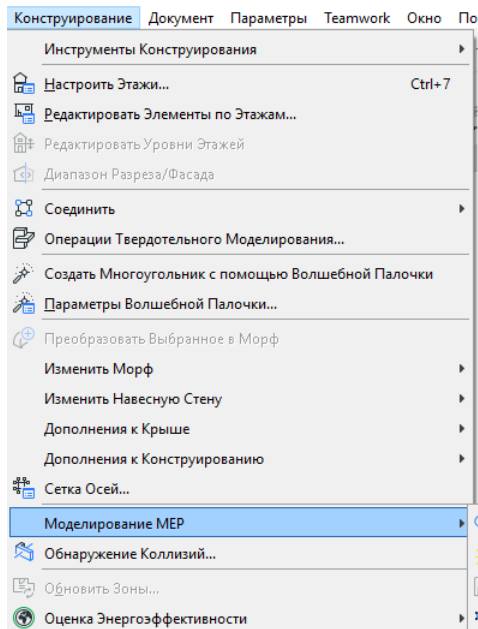 Конструирование Документ Параметры Teamwork Окно По
Инструменты Конструирования
Настроить Этажи... Ctrl+7
Редактировать Элементы по Этажам...
Редактировать Уровни Этажей
Диапазон Разреза/Фасада
Соединить
Операции Твердотельного Моделирования...
Создать Многоугольник с помощью Волшебной Палочки
Параметры Волшебной Палочки...
Преобразовать Выбранное в Морф
Изменить Морф
Изменить Навесную Стену
Дополнения к Крыше
Дополнения к Конструированию
Сетка Осей...
Моделирование МЕР
Обнаружение Коллизий...
Обновить Зоны...
Оценка Энергоэффективности